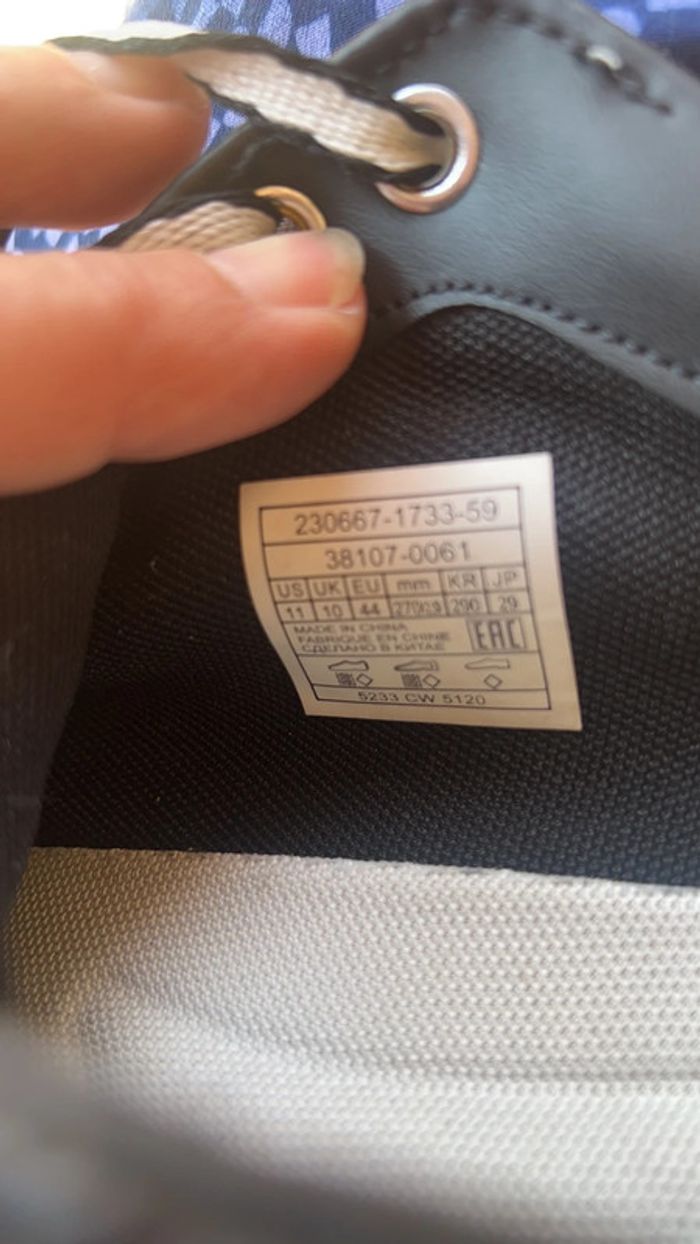 230667-1733-59
38107-0061
US UK EU mm KR JP
11 10 44 290 29
MADE IN CHINA
FABRIQUE EN CHINE
СДЕЛАНО В КИТАЕ
EAC
5233 CW 5120